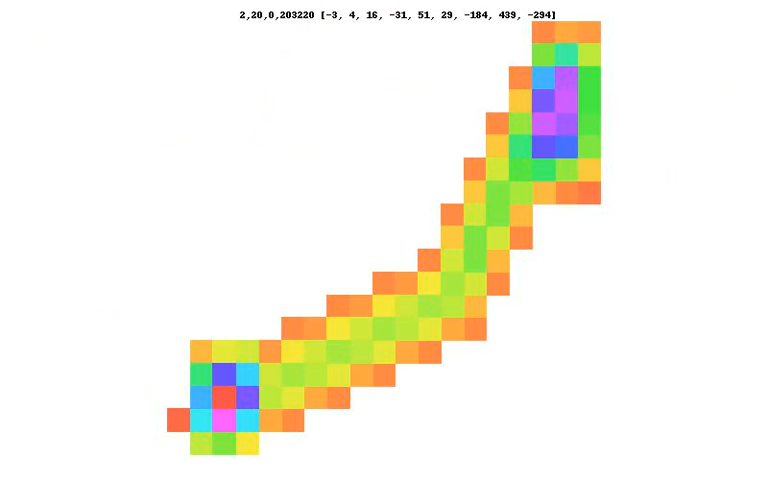 2,20,0,203220 [-3, 4, 16, -31, 51, 29, -184, 439, -294]